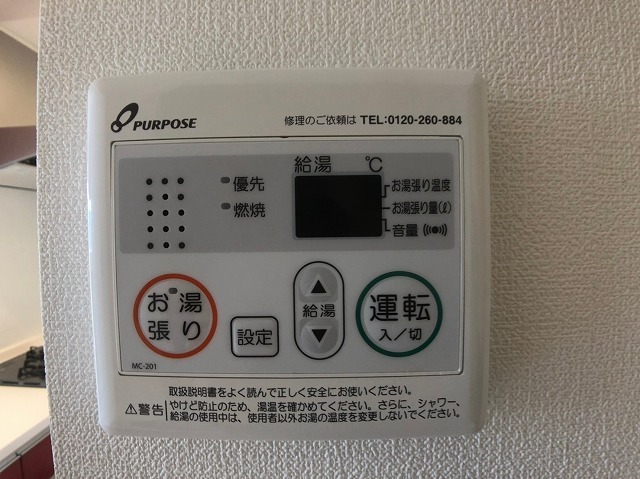 PURPOSE
修理のご依頼は TEL:0120-260-884
給湯 ℃
優先
燃焼
お湯張り温度
お湯張り量(ℓ)
音量
お湯
張り
設定
給湯
運転
入/切
MC-201
取扱説明書をよく読んで正しく安全にお使いください。
⚠警告 やけど防止のため、湯温を確かめてください。さらに、シャワー、
給湯の使用中は、使用者以外お湯の温度を変更しないでください。